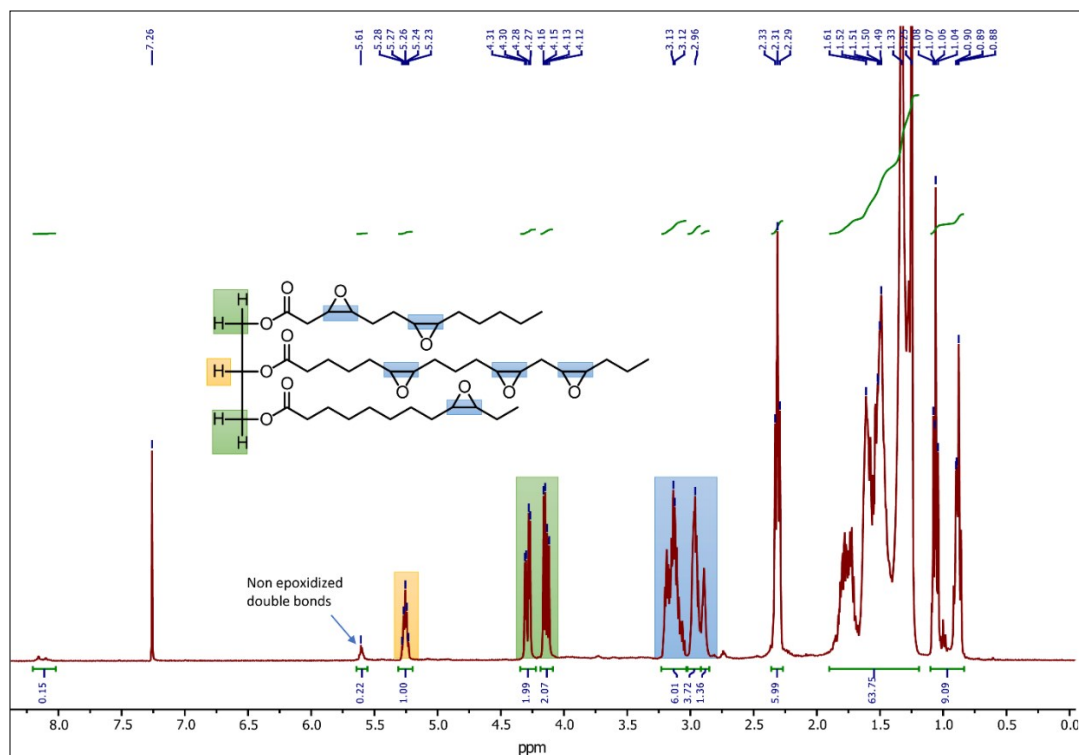 7.26 5.61 5.28 5.27 5.26 5.24 5.23 4.31 4.30 4.28 4.27 4.16 4.15 4.13 4.12 3.13 3.12 2.96 2.33 2.31 2.29 1.61 1.52 1.51 1.50 1.49 1.33 1.25 1.08 1.07 1.06 1.04 0.90 0.89 0.88
O O
H
H O O
O
H O O O O
O O
H O
H
Non epoxidized
double bonds
0.15 0.22 1.00 1.99 2.07 6.01 3.72 1.36 5.99 63.75 9.09
8.0 7.5 7.0 6.5 6.0 5.5 5.0 4.5 4.0 3.5 3.0 2.5 2.0 1.5 1.0 0.5 0.0
ppm